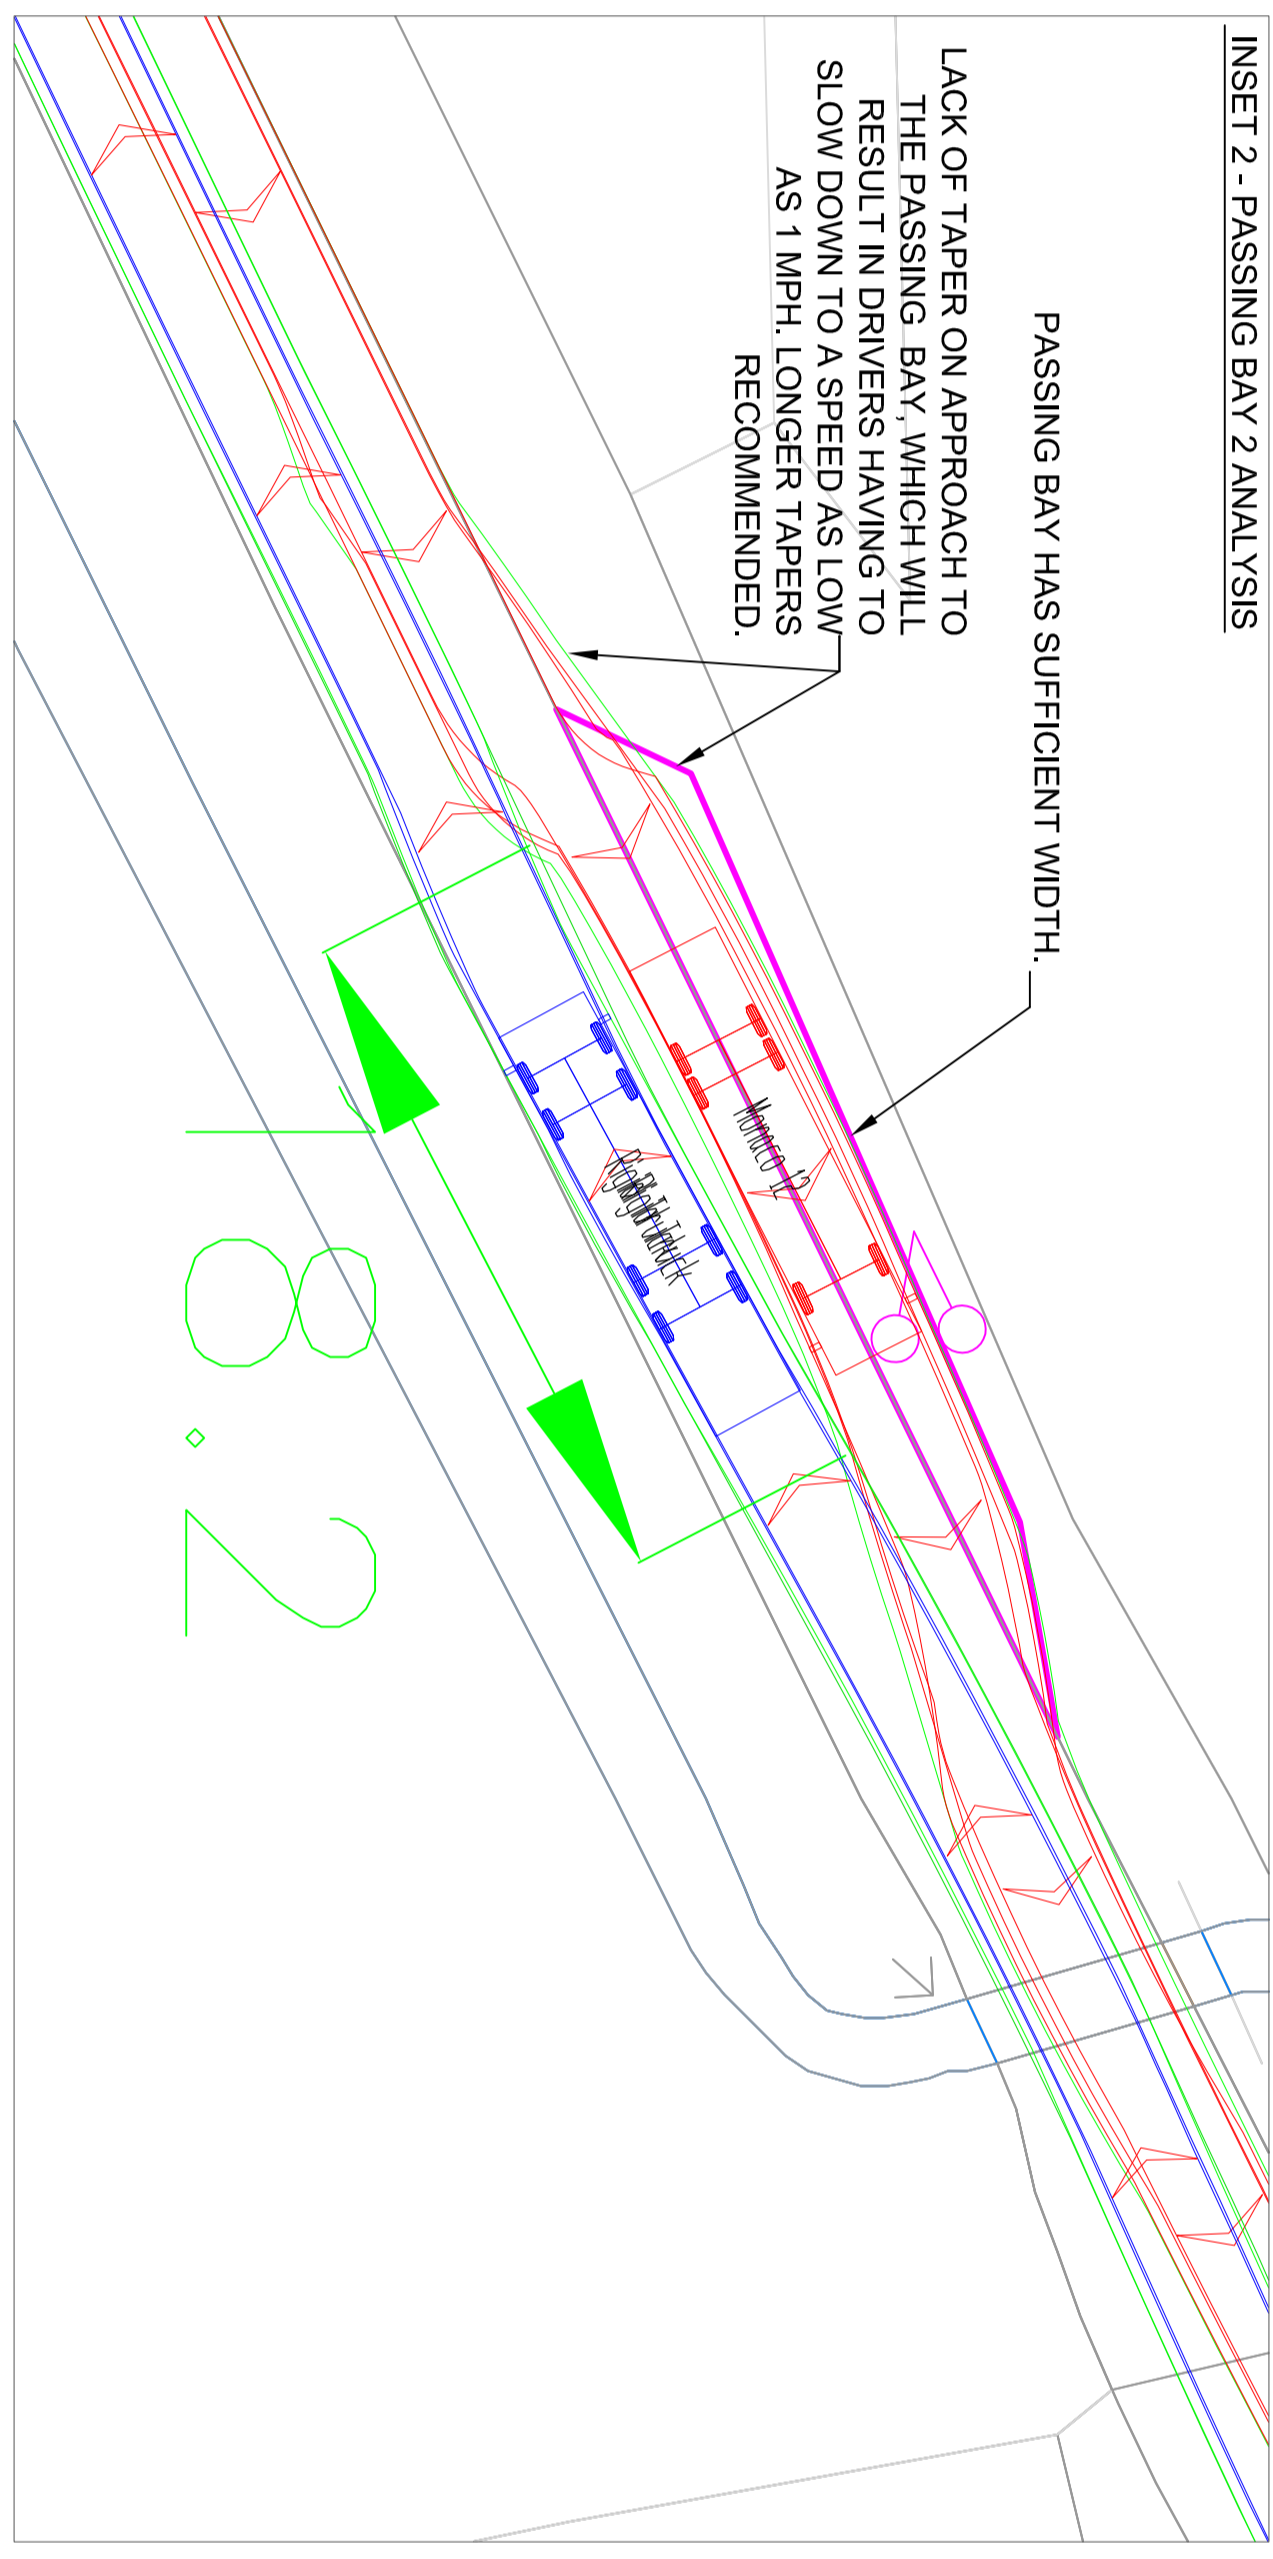 INSET 2 - PASSING BAY 2 ANALYSIS
PASSING BAY HAS SUFFICIENT WIDTH.
LACK OF TAPER ON APPROACH TO
THE PASSING BAY, WHICH WILL
RESULT IN DRIVERS HAVING TO
SLOW DOWN TO A SPEED AS LOW
AS 1 MPH. LONGER TAPERS
RECOMMENDED.
Monaco 12
18.2